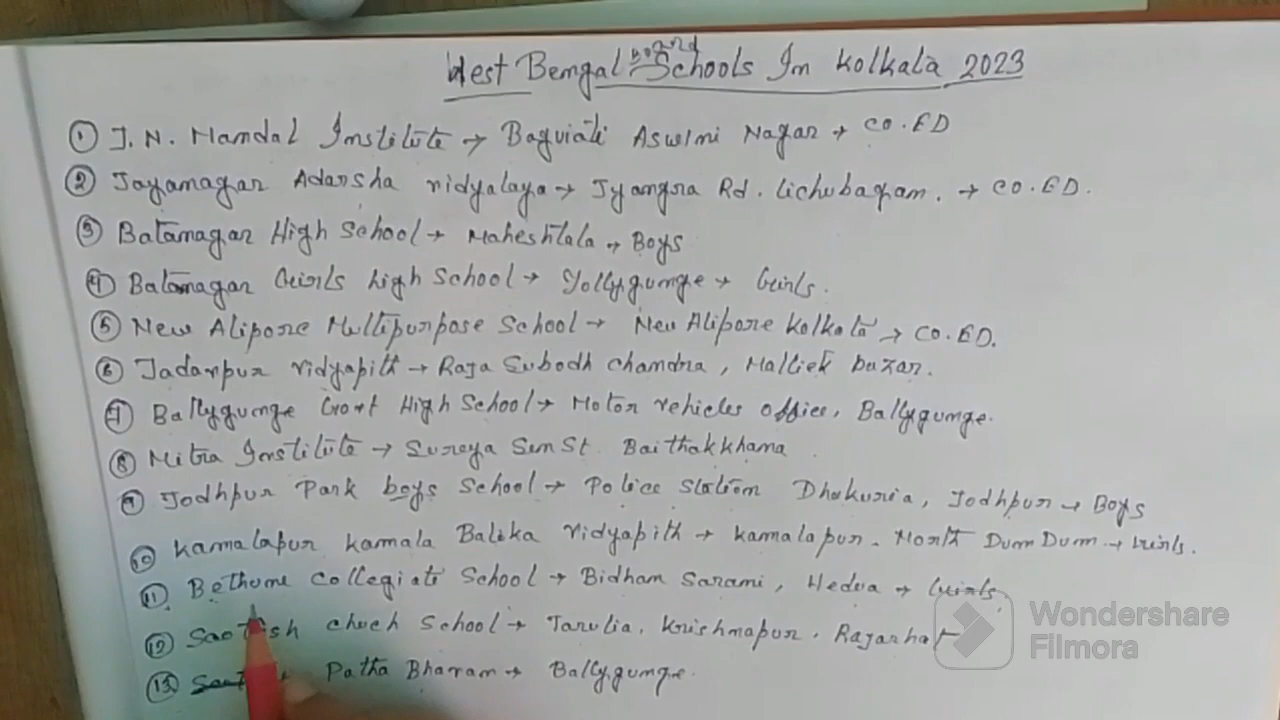 West Bengal Board Schools In Kolkata 2023
① J.N. Mandal Institute → Baguiati Aswini Nagar → CO.ED
② Jayanagar Adarsha vidyalaya → Jyangra Rd. Lichubagan. → CO.ED.
③ Batanagar High School → Maheshtala → Boys
④ Batanagar Girls high School → Tollygunge → Girls.
⑤ New Alipore Multipurpose School → New Alipore Kolkata → CO.ED.
⑥ Jadavpur vidyapith → Raja Subodh chandra, Mallick bazar.
⑦ Ballygunge Govt High School → Motor vehicles office, Ballygunge.
⑧ Mitra Institute → Sureya Sen St. Baithakkhana
⑨ Jodhpur Park boys School → Police Station Dhakuria, Jodhpur → Boys
⑩ Kamalapur Kamala Balika vidyapith → Kamalapur. North Dum Dum → Girls.
⑪ Bethune Collegiate School → Bidhan Sarani, Hedua → Girls
⑫ chuch School → Tarulia, Krishnapur. Rajarhat
⑬ Patha Bhavan → Ballygunge.
Wondershare
Filmora